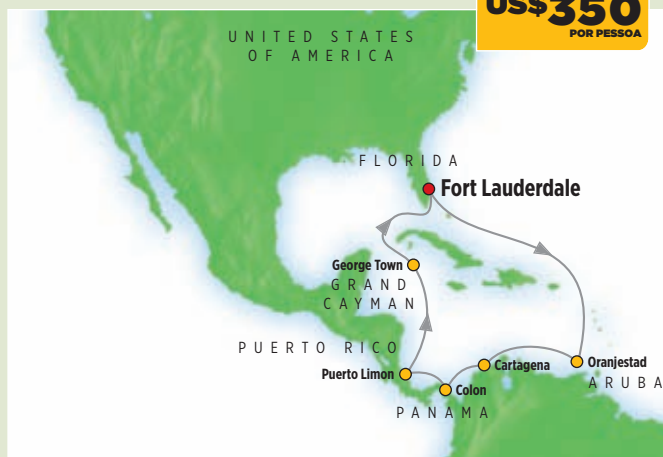 US$350
POR PESSOA
UNITED STATES
OF AMERICA
FLORIDA
Fort Lauderdale
George Town
GRAND
CAYMAN
PUERTO RICO
Puerto Limon
Cartagena
Oranjestad
ARUBA
Colon
PANAMA